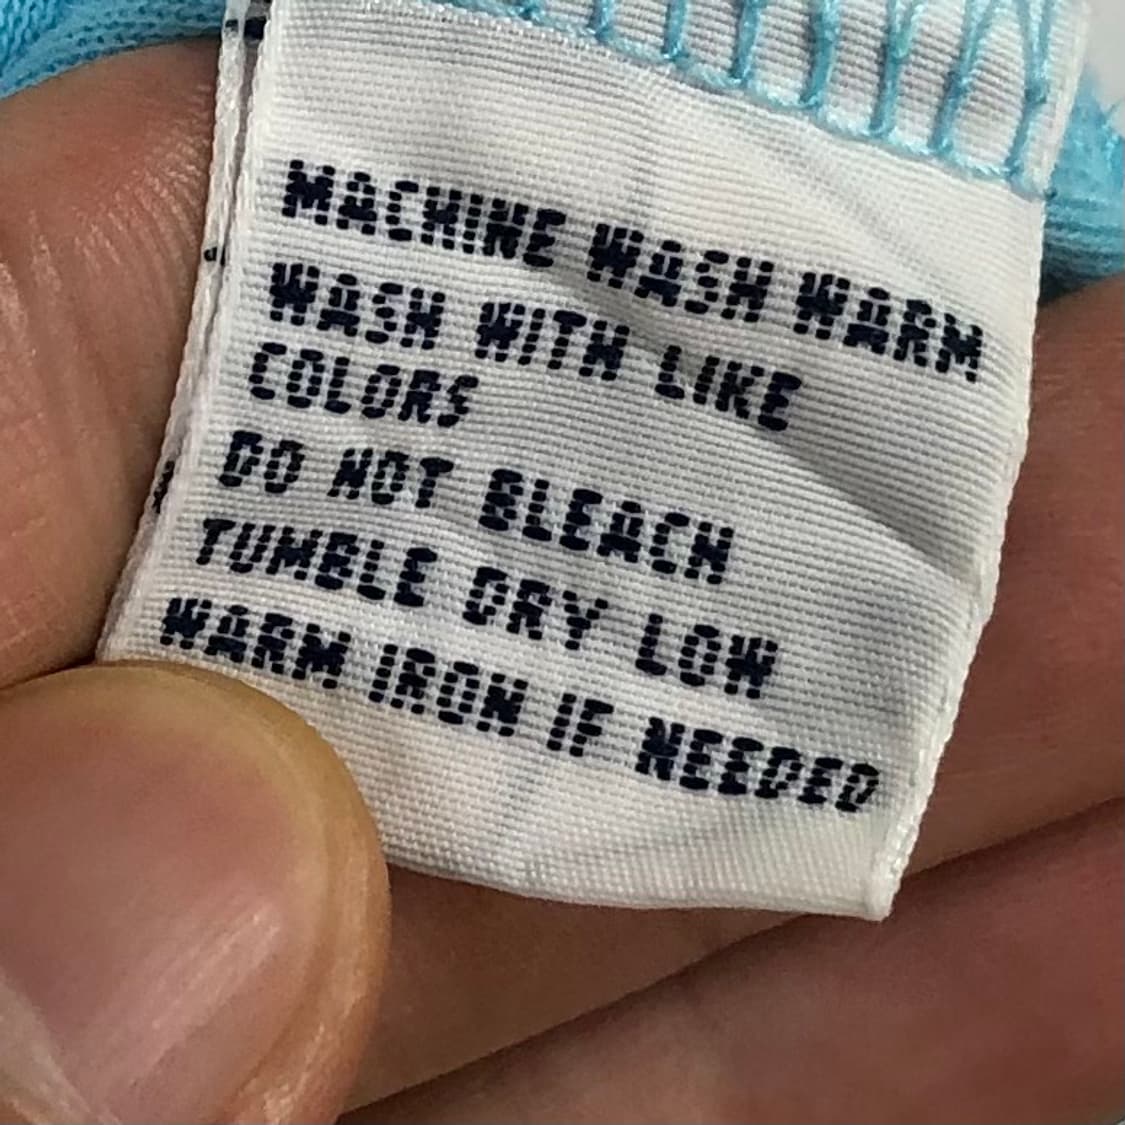 MACHINE WASH WARM
WASH WITH LIKE
COLORS
DO NOT BLEACH
TUMBLE DRY LOW
WARM IRON IF NEEDED